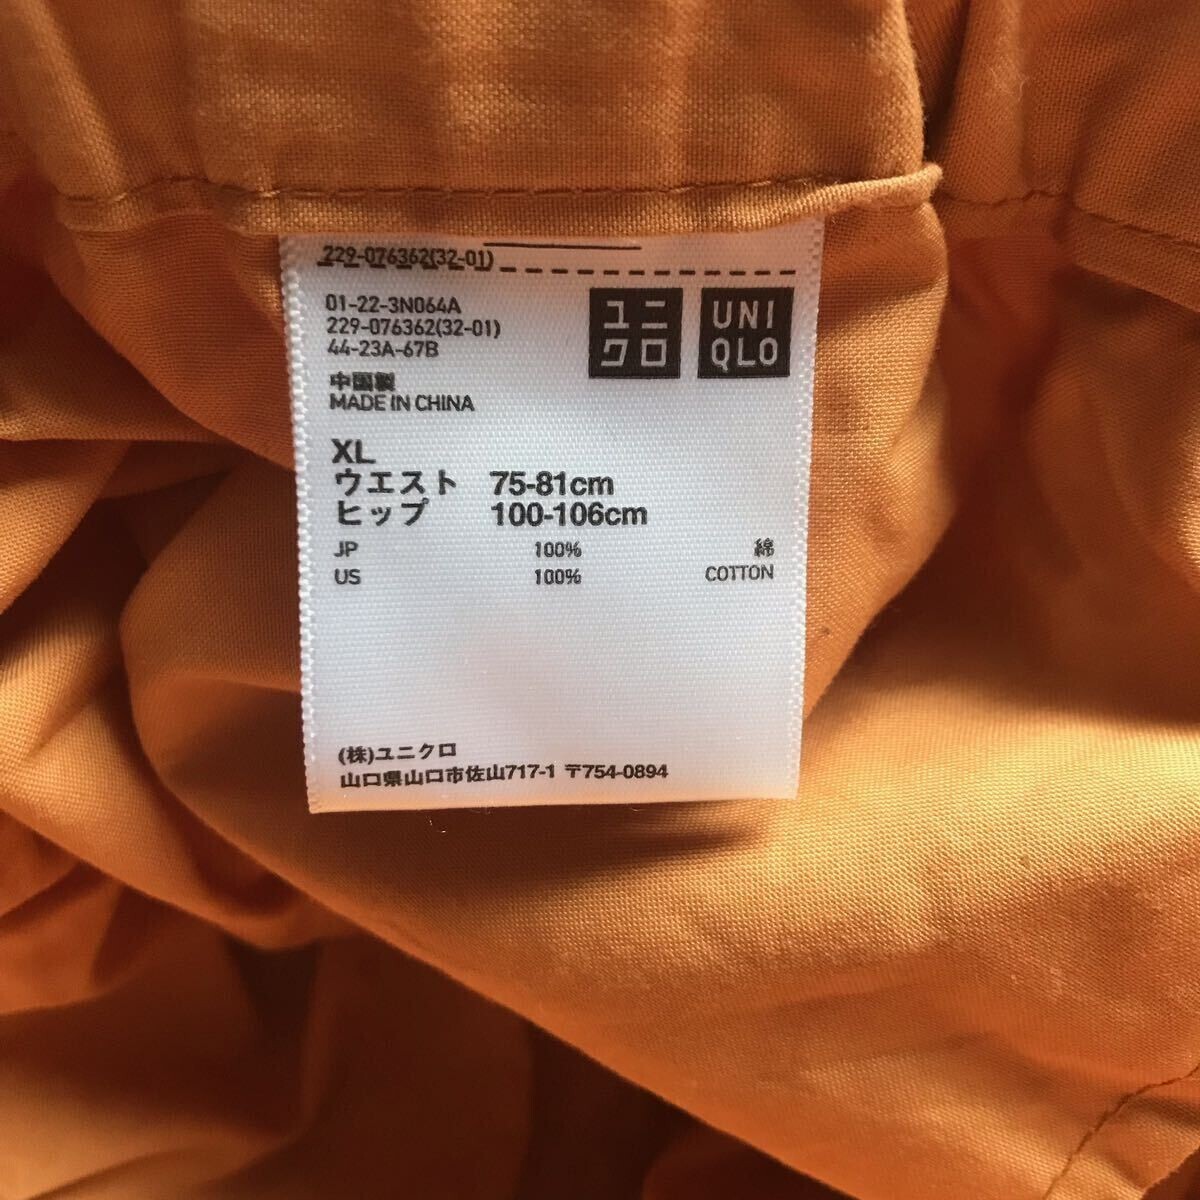 229-076362(32-01)
01-22-3N064A
229-076362(32-01)
44-23A-67B
ユニ
クロ
UNI
QLO
中国製
MADE IN CHINA
XL
ウエスト 75-81cm
ヒップ 100-106cm
JP 100% 綿
US 100% COTTON
(株)ユニクロ
山口県山口市佐山717-1 〒754-0894